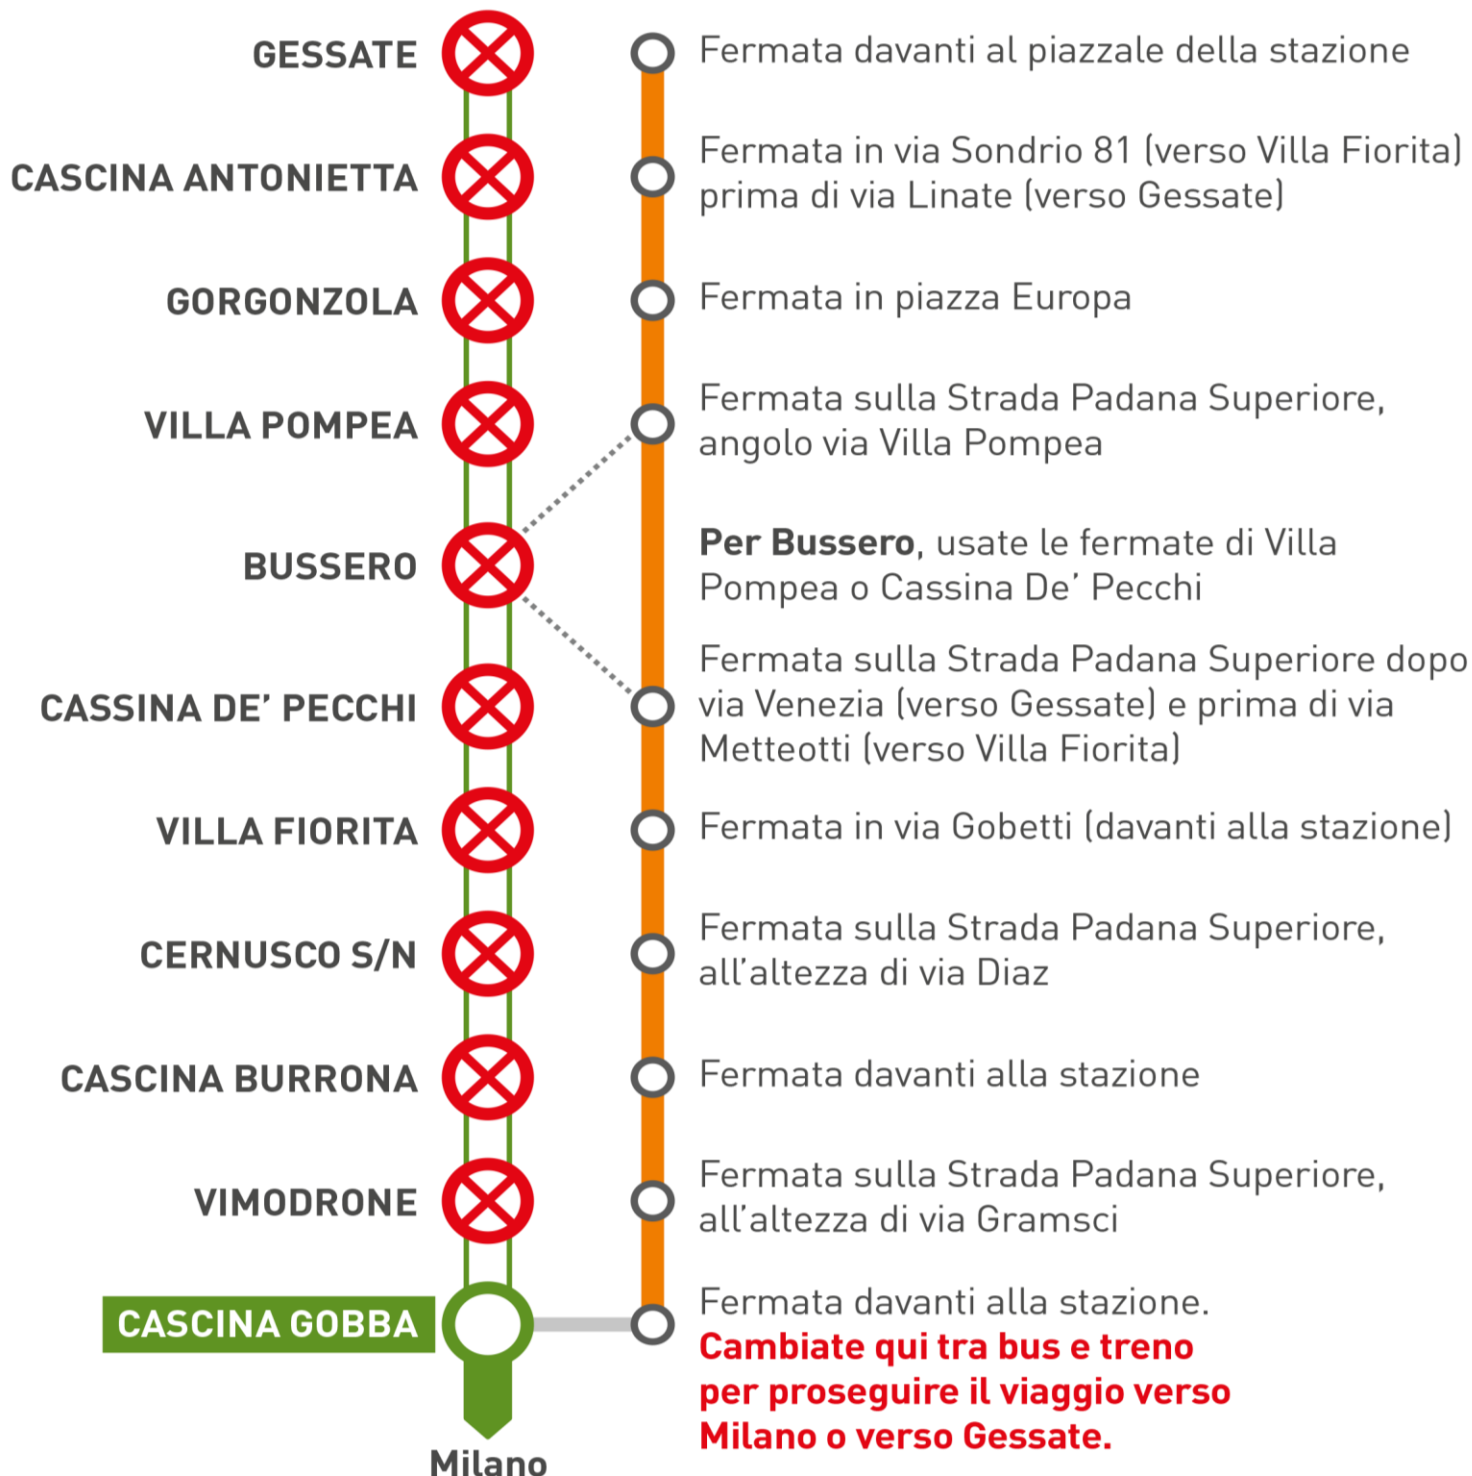 GESSATE
Fermata davanti al piazzale della stazione
CASCINA ANTONIETTA
Fermata in via Sondrio 81 (verso Villa Fiorita)
prima di via Linate (verso Gessate)
GORGONZOLA
Fermata in piazza Europa
VILLA POMPEA
Fermata sulla Strada Padana Superiore,
angolo via Villa Pompea
BUSSERO
Per Bussero, usate le fermate di Villa
Pompea o Cassina De’ Pecchi
CASSINA DE’ PECCHI
Fermata sulla Strada Padana Superiore dopo
via Venezia (verso Gessate) e prima di via
Metteotti (verso Villa Fiorita)
VILLA FIORITA
Fermata in via Gobetti (davanti alla stazione)
CERNUSCO S/N
Fermata sulla Strada Padana Superiore,
all’altezza di via Diaz
CASCINA BURRONA
Fermata davanti alla stazione
VIMODRONE
Fermata sulla Strada Padana Superiore,
all’altezza di via Gramsci
CASCINA GOBBA
Fermata davanti alla stazione.
Cambiate qui tra bus e treno
per proseguire il viaggio verso
Milano o verso Gessate.
Milano